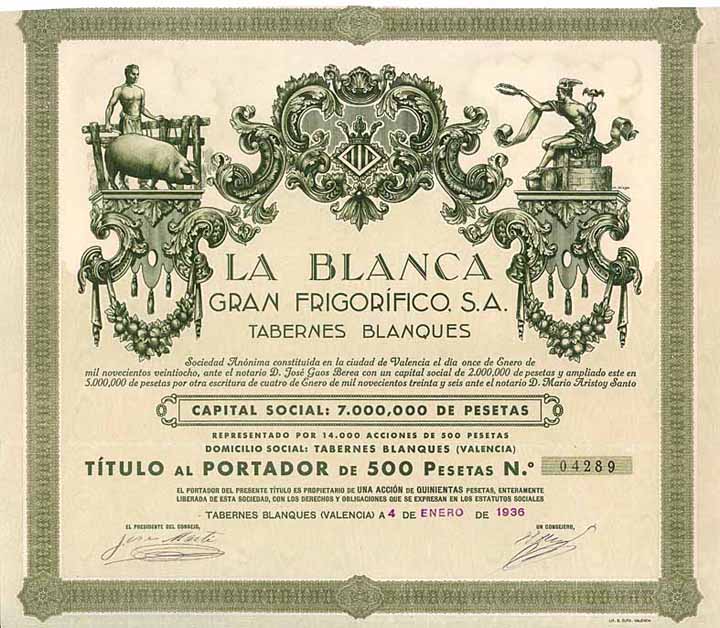 LA BLANCA
GRAN FRIGORÍFICO, S.A.
TABERNES BLANQUES
Sociedad Anónima constituída en la ciudad de Valencia el día once de Enero de
mil novecientos veintiocho, ante el notario D. José Gaos Berea con un capital social de 2.000,000 de pesetas y ampliado este en
5.000,000 de pesetas por otra escritura de cuatro de Enero de mil novecientos treinta y seis ante el notario D. Mario Aristoy Santo
CAPITAL SOCIAL: 7.000,000 DE PESETAS
REPRESENTADO POR 14.000 ACCIONES DE 500 PESETAS
DOMICILIO SOCIAL: TABERNES BLANQUES (VALENCIA)
TÍTULO AL PORTADOR DE 500 PESETAS N.º 04289
EL PORTADOR DEL PRESENTE TÍTULO ES PROPIETARIO DE UNA ACCIÓN DE QUINIENTAS PESETAS, ENTERAMENTE
LIBERADA DE ESTA SOCIEDAD, CON LOS DERECHOS Y OBLIGACIONES QUE SE EXPRESAN EN LOS ESTATUTOS SOCIALES
TABERNES BLANQUES (VALENCIA) A 4 DE ENERO DE 1936
EL PRESIDENTE DEL CONSEJO, UN CONSEJERO,
José Martí